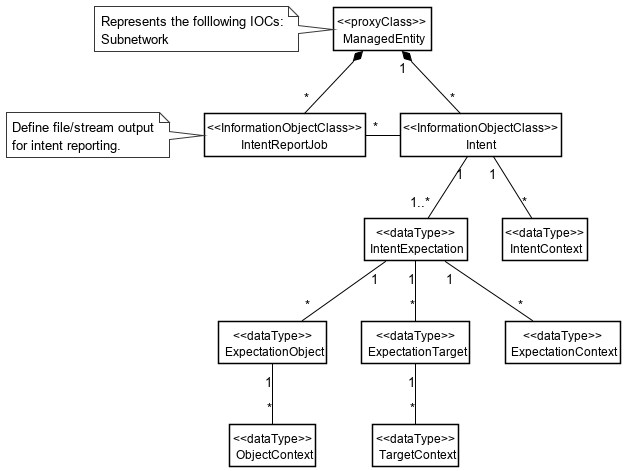 Represents the folllowing IOCs:
Subnetwork
<<proxyClass>>
ManagedEntity
1
*
*
Define file/stream output
for intent reporting.
<<InformationObjectClass>>
IntentReportJob
*
<<InformationObjectClass>>
Intent
1
1
1..*
*
<<dataType>>
IntentExpectation
<<dataType>>
IntentContext
1
1
1
*
*
*
<<dataType>>
ExpectationObject
<<dataType>>
ExpectationTarget
<<dataType>>
ExpectationContext
1
1
*
*
<<dataType>>
ObjectContext
<<dataType>>
TargetContext